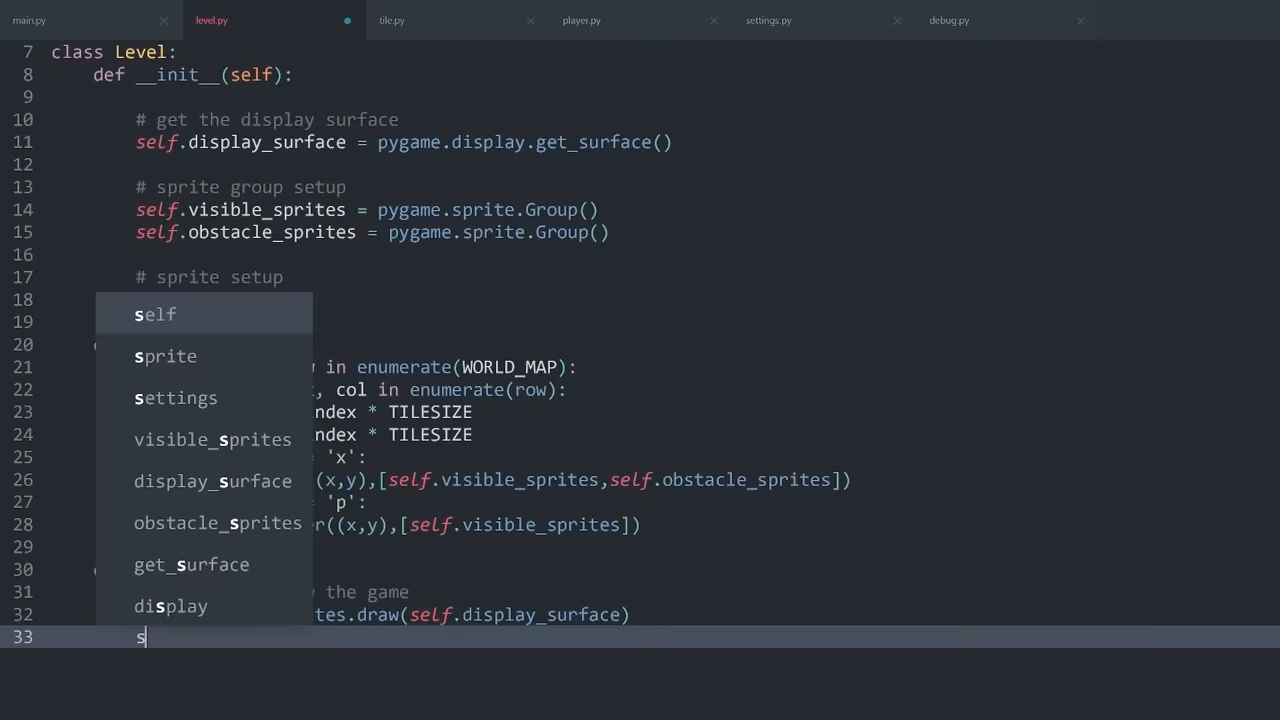 main.py level.py tile.py player.py settings.py debug.py
7 class Level:
8 def __init__(self):
9
10 # get the display surface
11 self.display_surface = pygame.display.get_surface()
12
13 # sprite group setup
14 self.visible_sprites = pygame.sprite.Group()
15 self.obstacle_sprites = pygame.sprite.Group()
16
17 # sprite setup
18
19 self
20
21 sprite in enumerate(WORLD_MAP):
22 , col in enumerate(row):
23 settings ndex * TILESIZE
24 ndex * TILESIZE
25 visible_sprites 'x':
26 display_surface (x,y),[self.visible_sprites,self.obstacle_sprites])
27 'p':
28 obstacle_sprites r((x,y),[self.visible_sprites])
29
30 get_surface
31 display the game
32 tes.draw(self.display_surface)
33 s